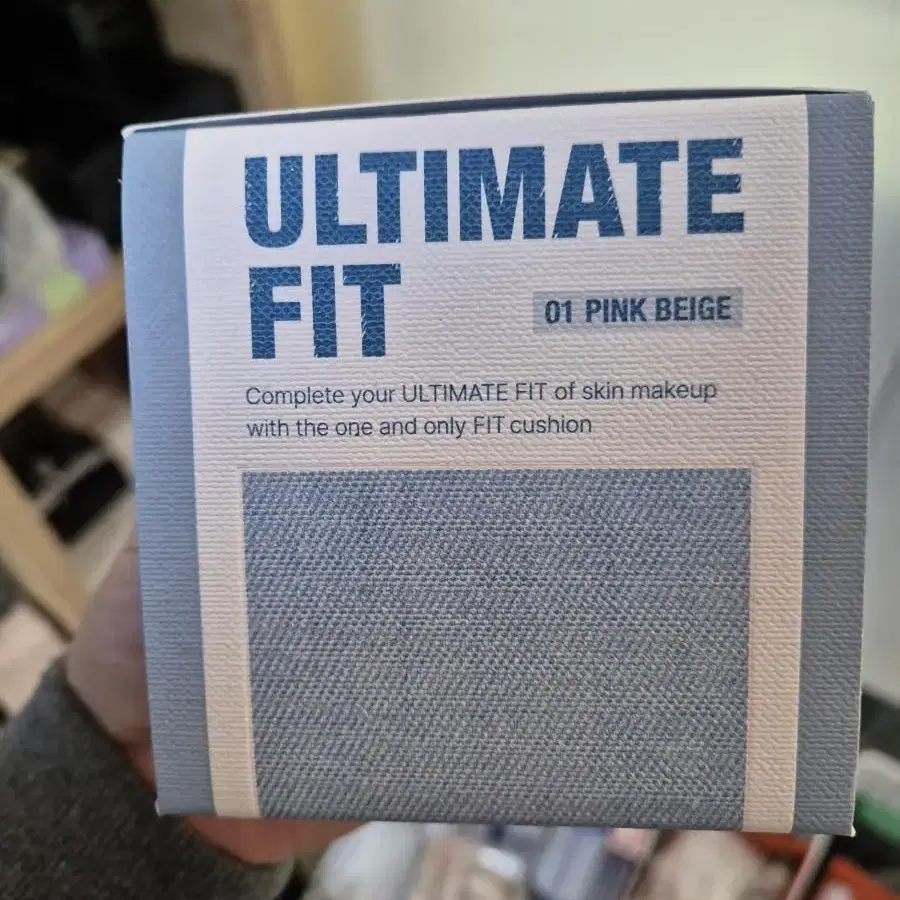 ULTIMATE
FIT
01 PINK BEIGE
Complete your ULTIMATE FIT of skin makeup
with the one and only FIT cushion